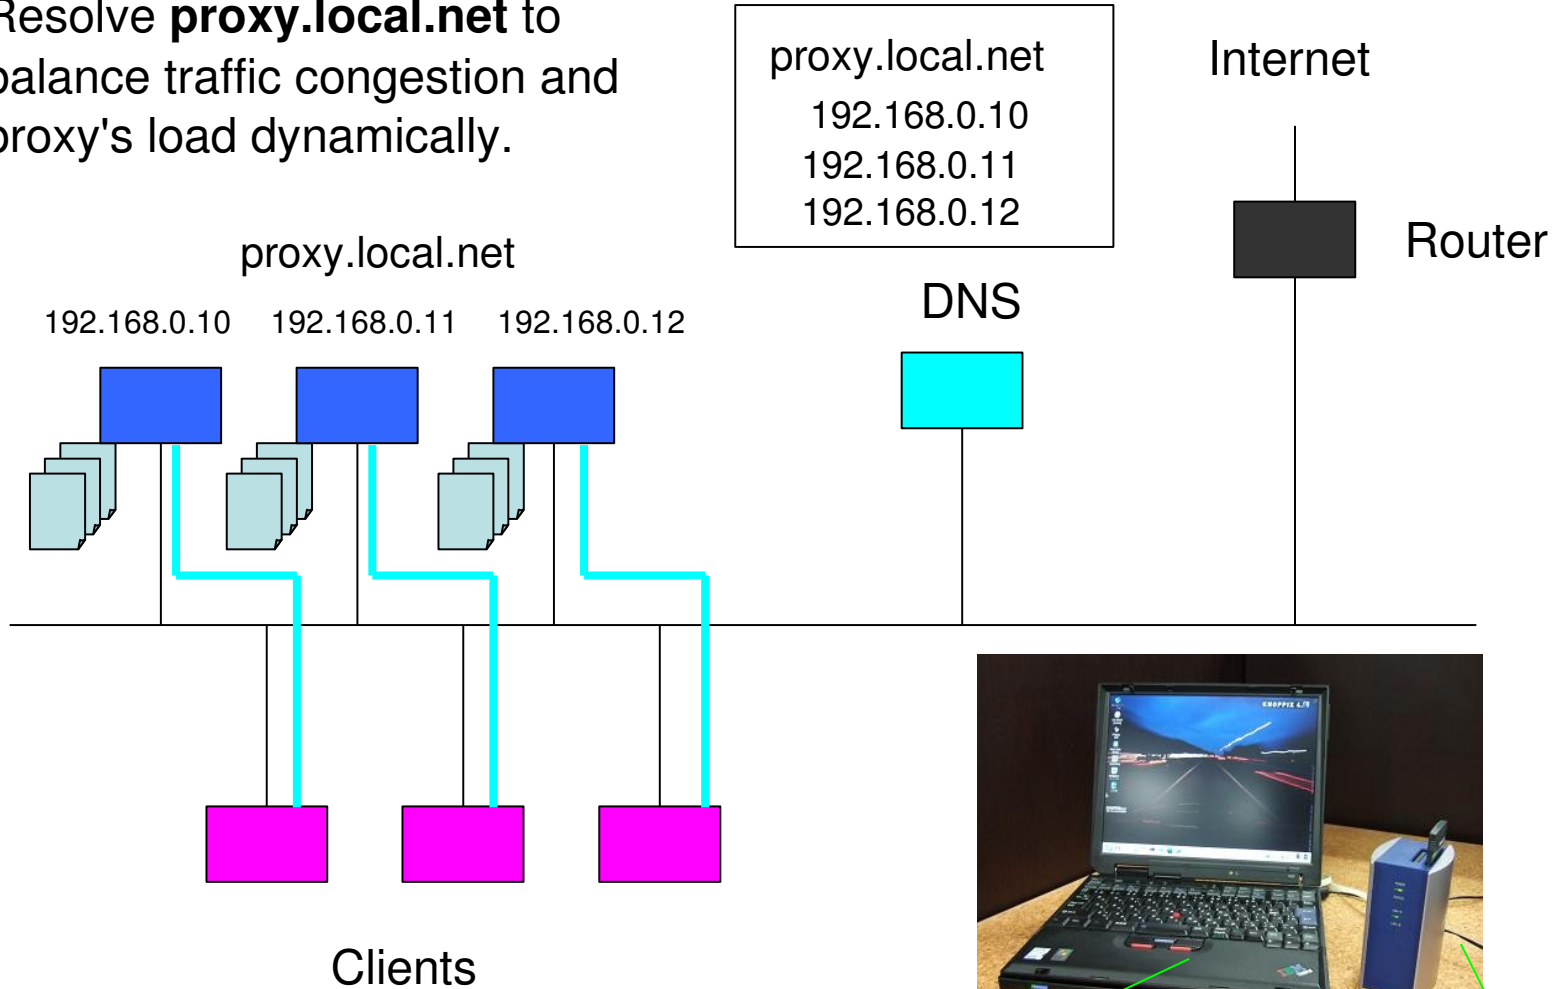 Resolve proxy.local.net to
balance traffic congestion and
proxy's load dynamically.
proxy.local.net
192.168.0.10
192.168.0.11
192.168.0.12
Internet
Router
DNS
proxy.local.net
192.168.0.10 192.168.0.11 192.168.0.12
Clients
KNOPPIX